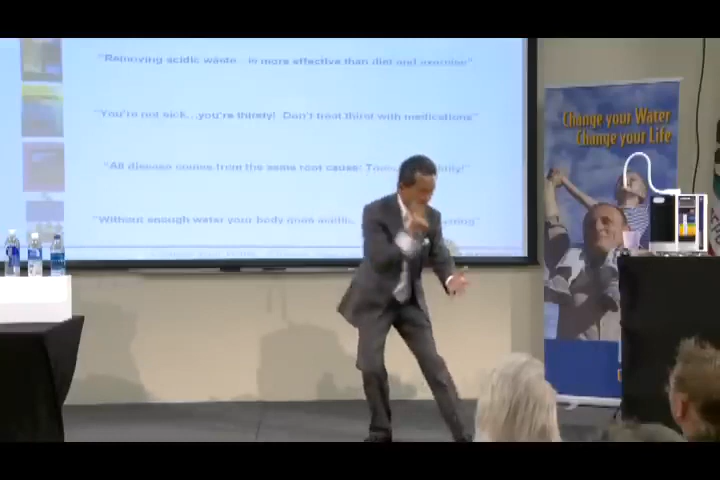 "Removing acidic waste...is more effective than diet and exercise"
"You're not sick...you're thirsty! Don't treat thirst with medications"
"All disease comes from the same root cause:
"Without enough water your body
Change your Water
Change your Life